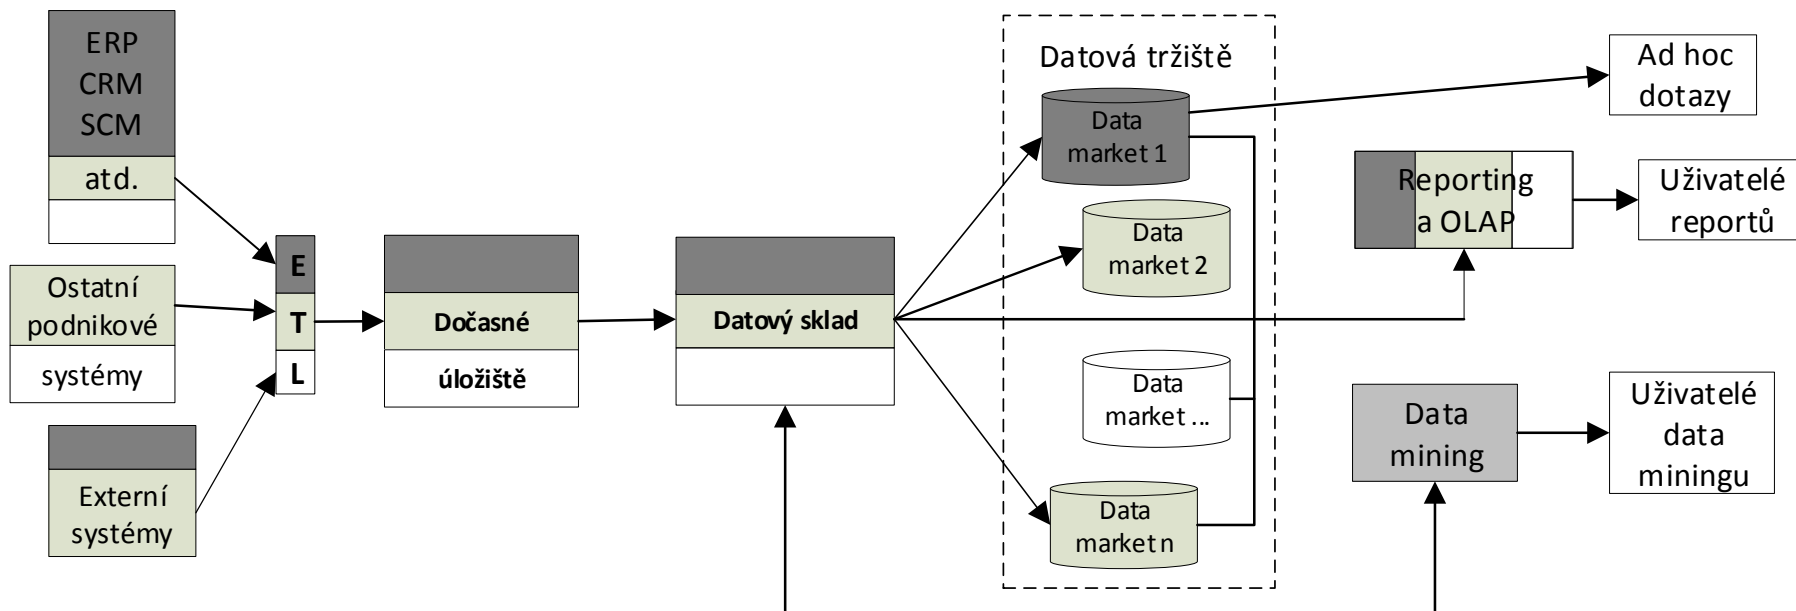 ERP
CRM
SCM
atd.
Ostatní
podnikové
systémy
Externí
systémy
E
T
L
Dočasné
úložiště
Datový sklad
Datová tržiště
Data
market 1
Data
market 2
Data
market ...
Data
market n
Ad hoc
dotazy
Reporting
a OLAP
Uživatelé
reportů
Data
mining
Uživatelé
data
miningu